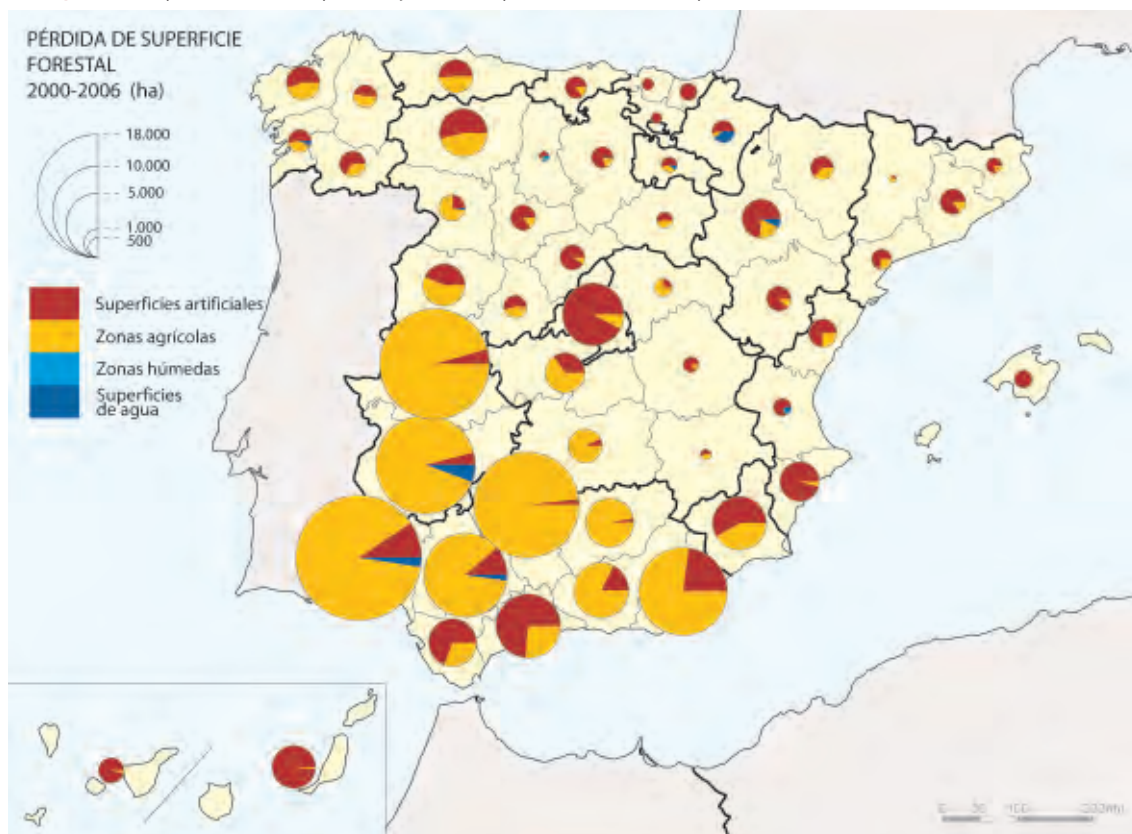 PÉRDIDA DE SUPERFICIE
FORESTAL
2000-2006 (ha)
18.000
10.000
5.000
1.000
500
Superficies artificiales
Zonas agrícolas
Zonas húmedas
Superficies
de agua